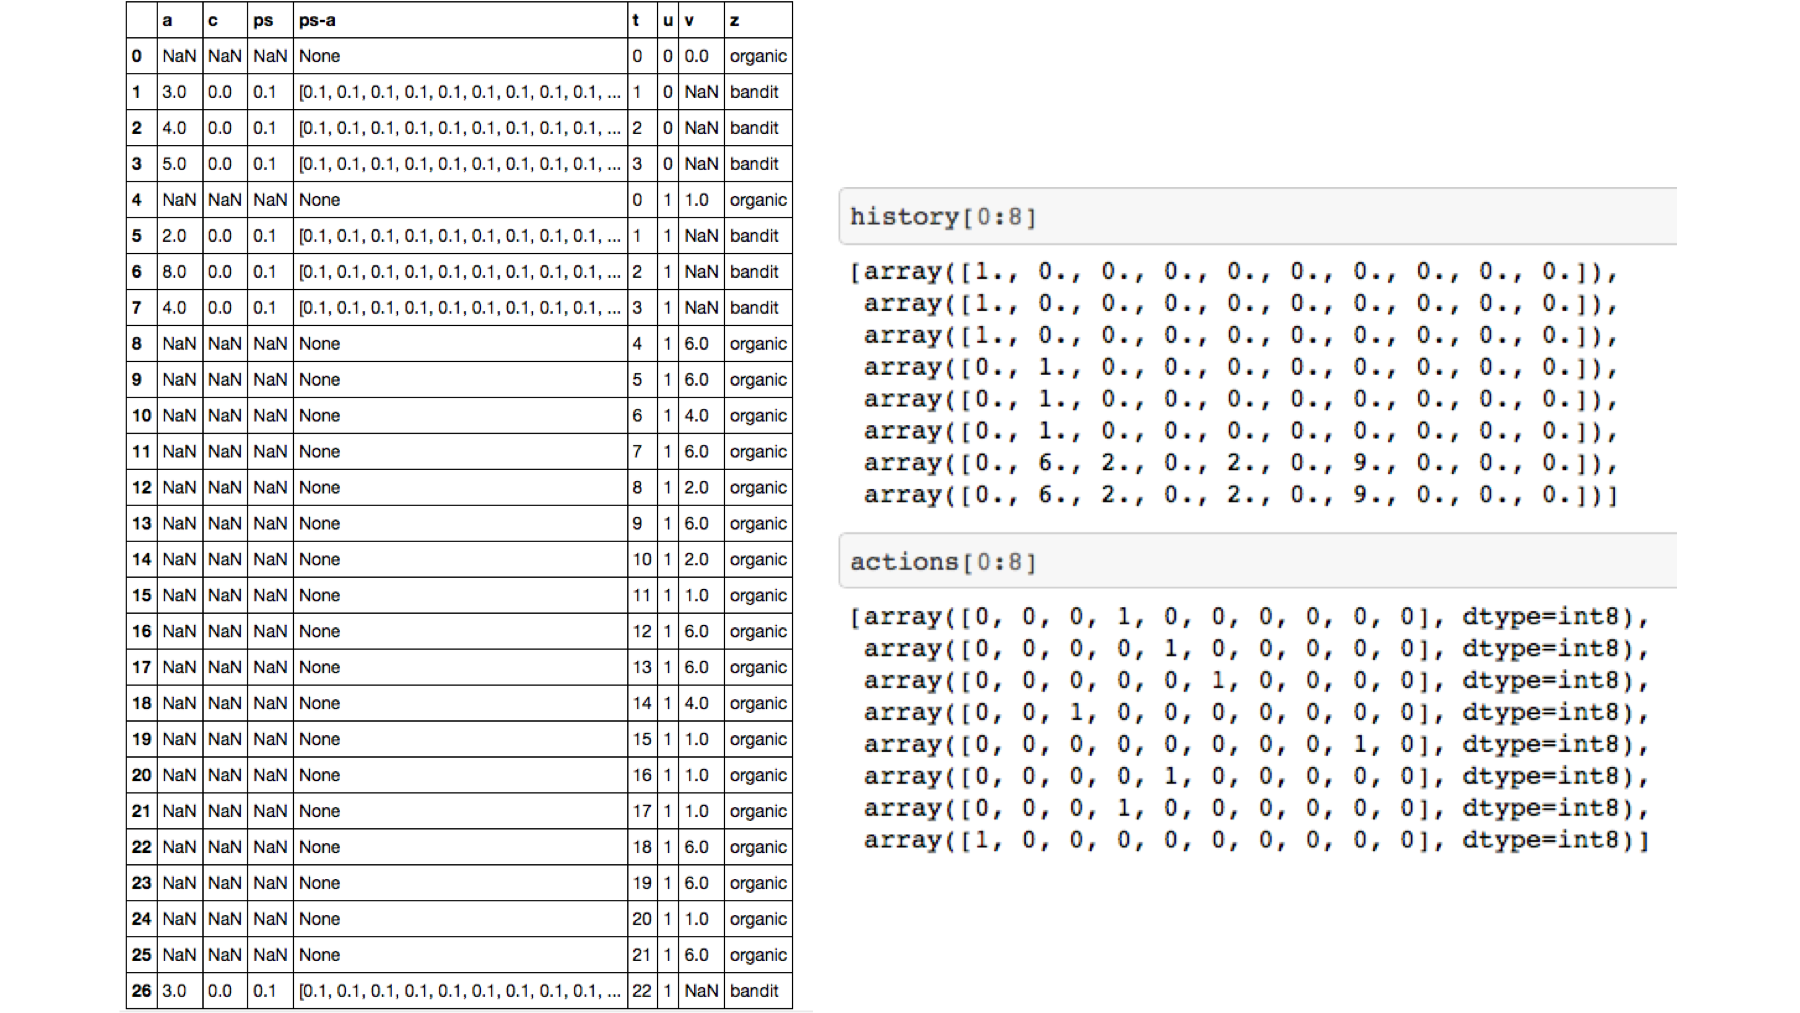 a c ps ps-a t u v z
0 NaN NaN NaN None 0 0 0.0 organic
1 3.0 0.0 0.1 [0.1, 0.1, 0.1, 0.1, 0.1, 0.1, 0.1, 0.1, 0.1, ... 1 0 NaN bandit
2 4.0 0.0 0.1 [0.1, 0.1, 0.1, 0.1, 0.1, 0.1, 0.1, 0.1, 0.1, ... 2 0 NaN bandit
3 5.0 0.0 0.1 [0.1, 0.1, 0.1, 0.1, 0.1, 0.1, 0.1, 0.1, 0.1, ... 3 0 NaN bandit
4 NaN NaN NaN None 0 1 1.0 organic
5 2.0 0.0 0.1 [0.1, 0.1, 0.1, 0.1, 0.1, 0.1, 0.1, 0.1, 0.1, ... 1 1 NaN bandit
6 8.0 0.0 0.1 [0.1, 0.1, 0.1, 0.1, 0.1, 0.1, 0.1, 0.1, 0.1, ... 2 1 NaN bandit
7 4.0 0.0 0.1 [0.1, 0.1, 0.1, 0.1, 0.1, 0.1, 0.1, 0.1, 0.1, ... 3 1 NaN bandit
8 NaN NaN NaN None 4 1 6.0 organic
9 NaN NaN NaN None 5 1 6.0 organic
10 NaN NaN NaN None 6 1 4.0 organic
11 NaN NaN NaN None 7 1 6.0 organic
12 NaN NaN NaN None 8 1 2.0 organic
13 NaN NaN NaN None 9 1 6.0 organic
14 NaN NaN NaN None 10 1 2.0 organic
15 NaN NaN NaN None 11 1 1.0 organic
16 NaN NaN NaN None 12 1 6.0 organic
17 NaN NaN NaN None 13 1 6.0 organic
18 NaN NaN NaN None 14 1 4.0 organic
19 NaN NaN NaN None 15 1 1.0 organic
20 NaN NaN NaN None 16 1 1.0 organic
21 NaN NaN NaN None 17 1 1.0 organic
22 NaN NaN NaN None 18 1 6.0 organic
23 NaN NaN NaN None 19 1 6.0 organic
24 NaN NaN NaN None 20 1 1.0 organic
25 NaN NaN NaN None 21 1 6.0 organic
26 3.0 0.0 0.1 [0.1, 0.1, 0.1, 0.1, 0.1, 0.1, 0.1, 0.1, 0.1, ... 22 1 NaN bandit
history[0:8]
[array([1., 0., 0., 0., 0., 0., 0., 0., 0., 0.]),
array([1., 0., 0., 0., 0., 0., 0., 0., 0., 0.]),
array([1., 0., 0., 0., 0., 0., 0., 0., 0., 0.]),
array([0., 1., 0., 0., 0., 0., 0., 0., 0., 0.]),
array([0., 1., 0., 0., 0., 0., 0., 0., 0., 0.]),
array([0., 1., 0., 0., 0., 0., 0., 0., 0., 0.]),
array([0., 6., 2., 0., 2., 0., 9., 0., 0., 0.]),
array([0., 6., 2., 0., 2., 0., 9., 0., 0., 0.])]
actions[0:8]
[array([0, 0, 0, 1, 0, 0, 0, 0, 0, 0], dtype=int8),
array([0, 0, 0, 0, 1, 0, 0, 0, 0, 0], dtype=int8),
array([0, 0, 0, 0, 0, 1, 0, 0, 0, 0], dtype=int8),
array([0, 0, 1, 0, 0, 0, 0, 0, 0, 0], dtype=int8),
array([0, 0, 0, 0, 0, 0, 0, 0, 1, 0], dtype=int8),
array([0, 0, 0, 0, 1, 0, 0, 0, 0, 0], dtype=int8),
array([0, 0, 0, 1, 0, 0, 0, 0, 0, 0], dtype=int8),
array([1, 0, 0, 0, 0, 0, 0, 0, 0, 0], dtype=int8)]